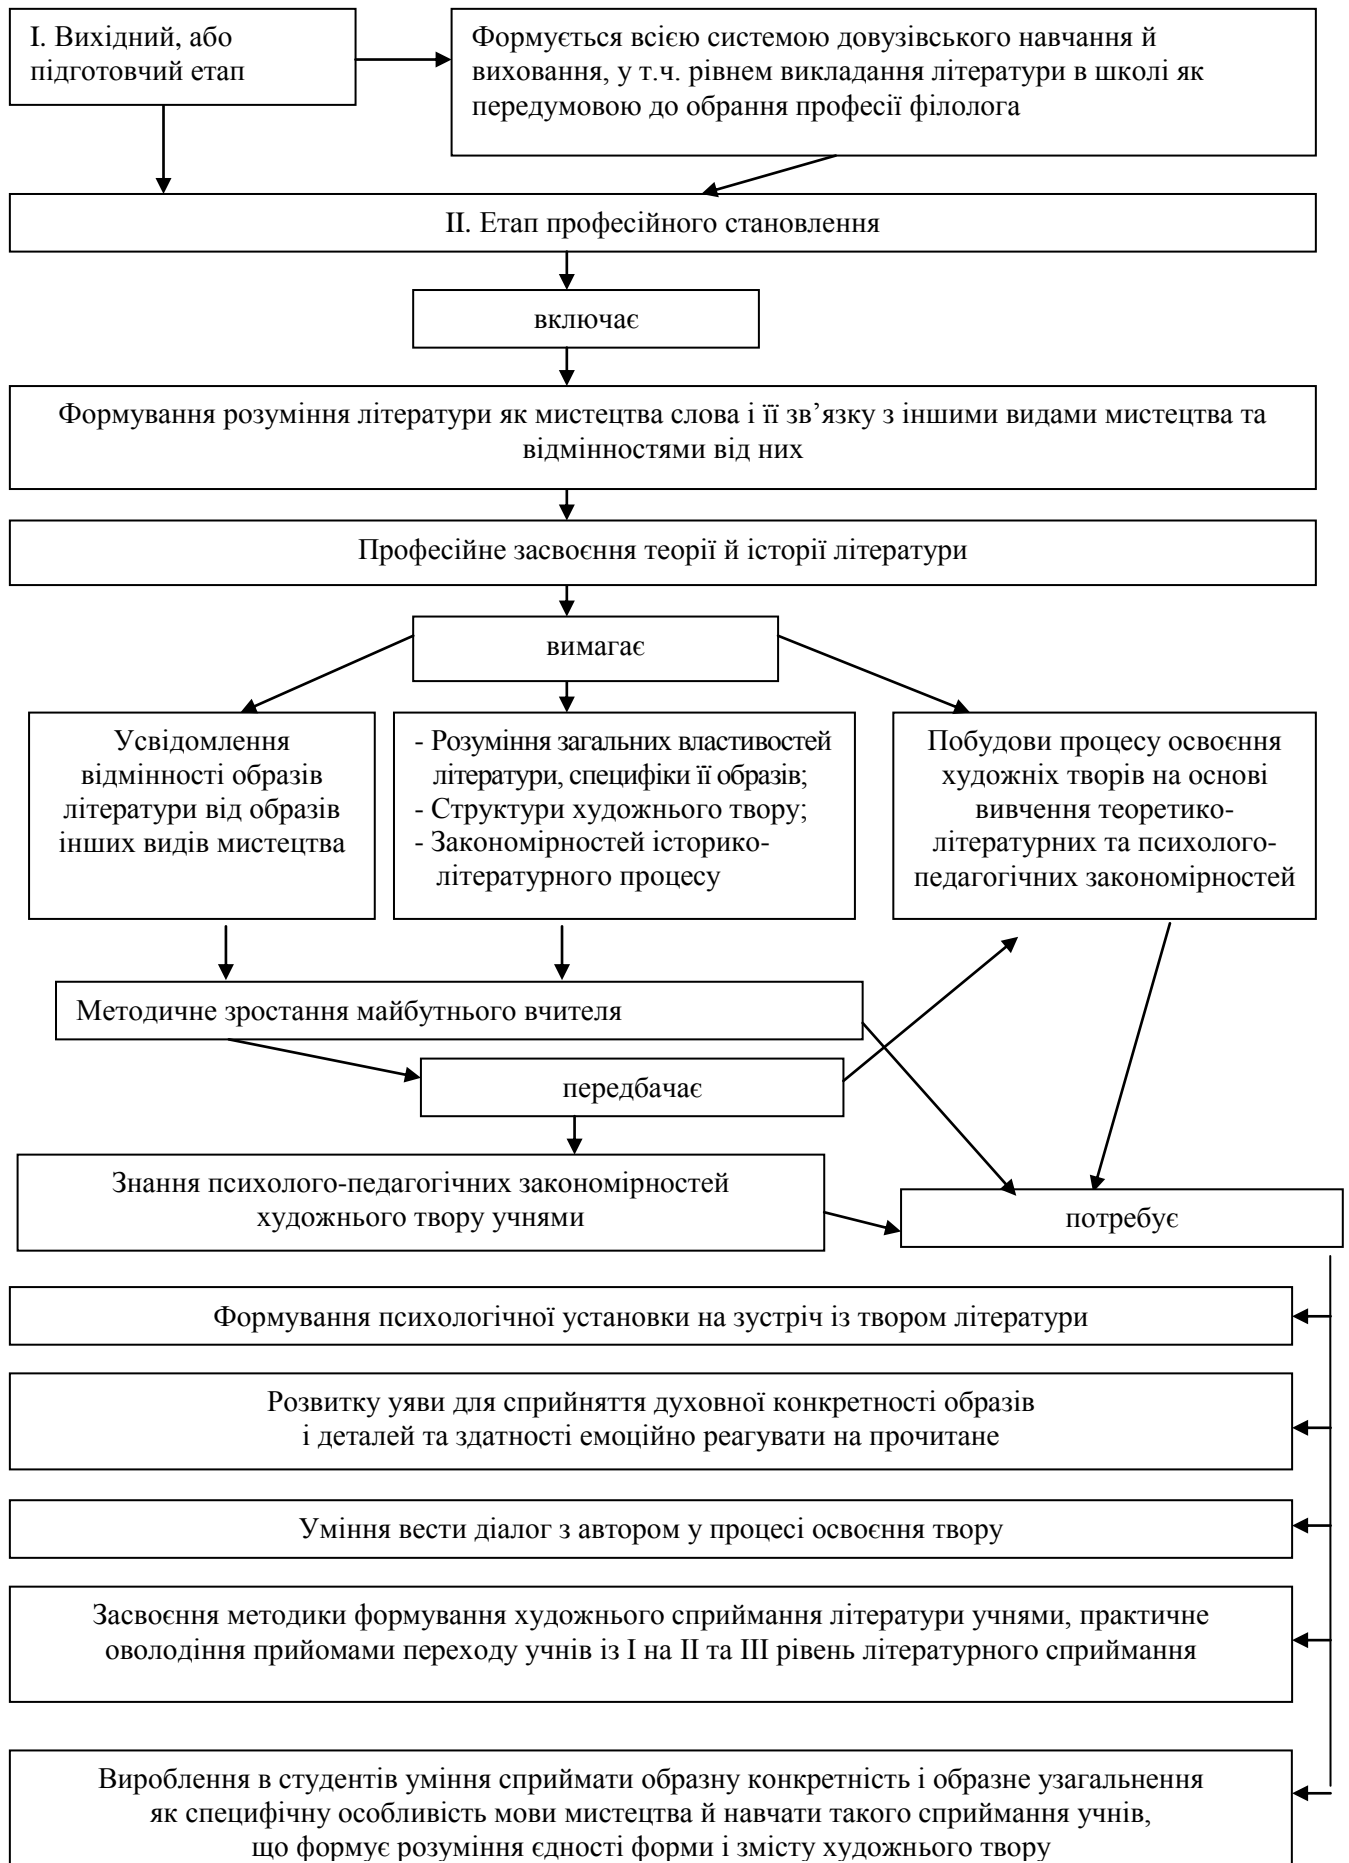 І. Вихідний, або
підготовчий етап
Формується всією системою довузівського навчання й
виховання, у т.ч. рівнем викладання літератури в школі як
передумовою до обрання професії філолога
ІІ. Етап професійного становлення
включає
Формування розуміння літератури як мистецтва слова і її зв’язку з іншими видами мистецтва та
відмінностями від них
Професійне засвоєння теорії й історії літератури
вимагає
Усвідомлення
відмінності образів
літератури від образів
інших видів мистецтва
- Розуміння загальних властивостей
літератури, специфіки її образів;
- Структури художнього твору;
- Закономірностей історико-
літературного процесу
Побудови процесу освоєння
художніх творів на основі
вивчення теоретико-
літературних та психолого-
педагогічних закономірностей
Методичне зростання майбутнього вчителя
передбачає
Знання психолого-педагогічних закономірностей
художнього твору учнями
потребує
Формування психологічної установки на зустріч із твором літератури
Розвитку уяви для сприйняття духовної конкретності образів
і деталей та здатності емоційно реагувати на прочитане
Уміння вести діалог з автором у процесі освоєння твору
Засвоєння методики формування художнього сприймання літератури учнями, практичне
оволодіння прийомами переходу учнів із І на ІІ та ІІІ рівень літературного сприймання
Вироблення в студентів уміння сприймати образну конкретність і образне узагальнення
як специфічну особливість мови мистецтва й навчати такого сприймання учнів,
що формує розуміння єдності форми і змісту художнього твору